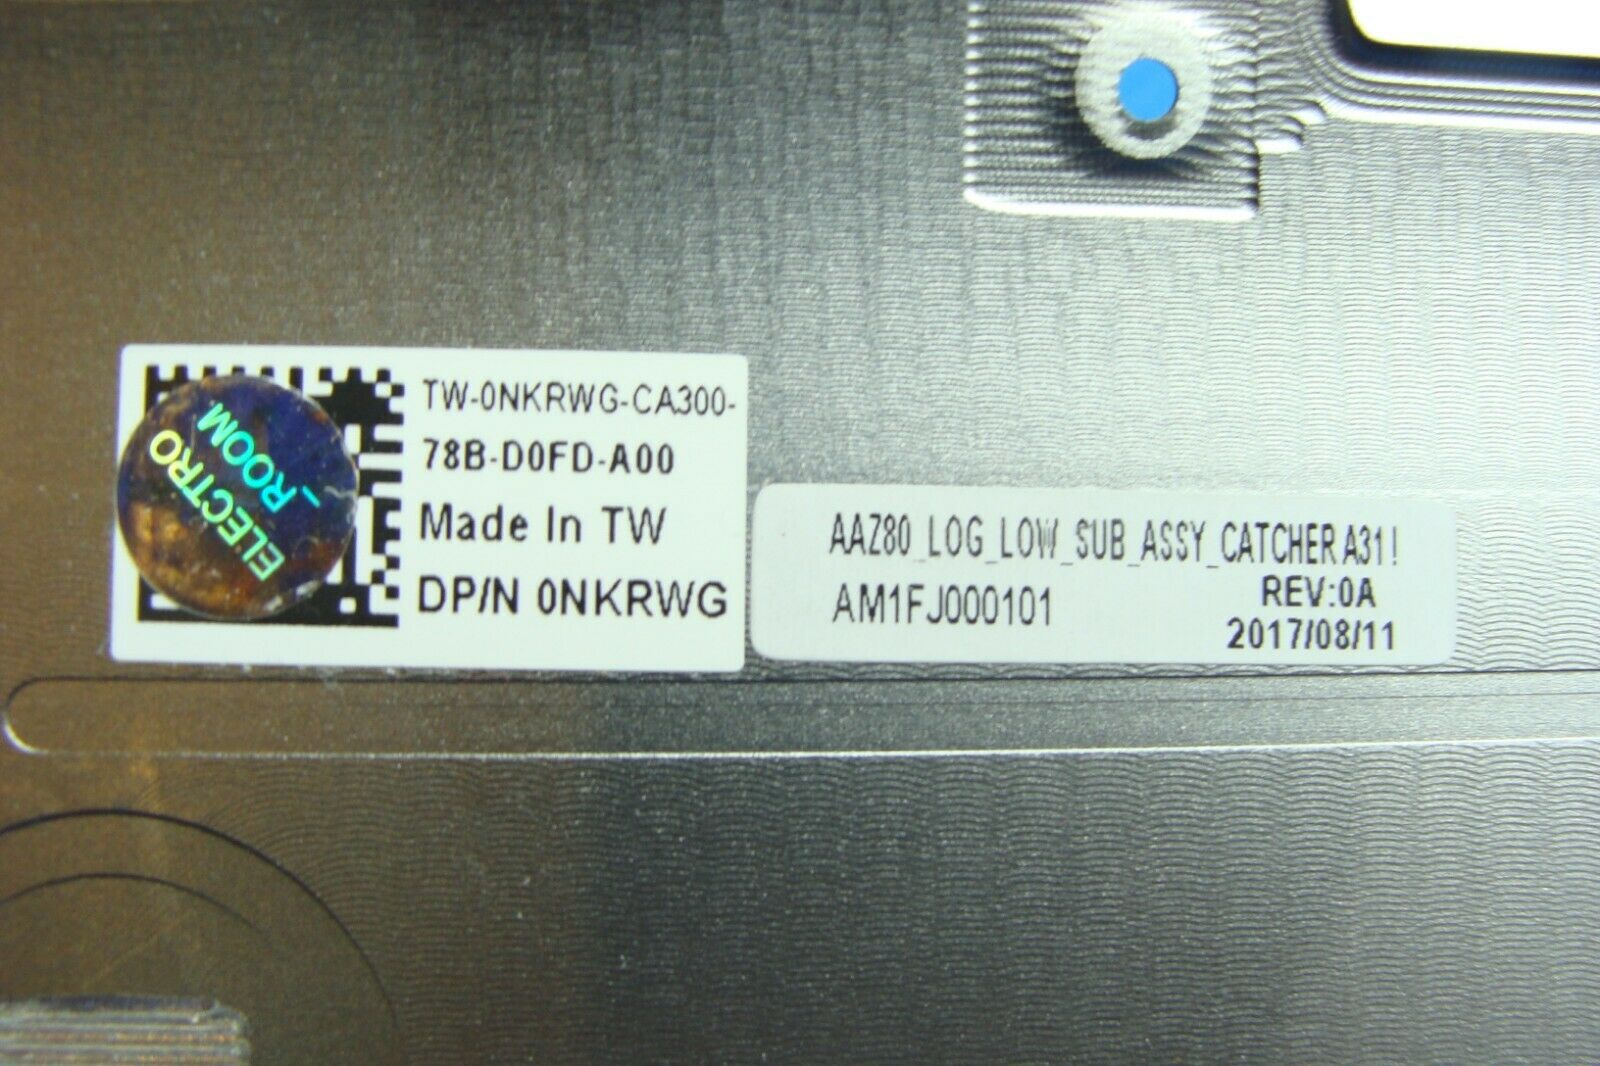 ELECTRO
_ROOM
TW-0NKRWG-CA300-
78B-D0FD-A00
Made In TW
DP/N 0NKRWG
AAZ80_LOG_LOW_SUB_ASSY_CATCHER A31!
AM1FJ000101
REV:0A
2017/08/11